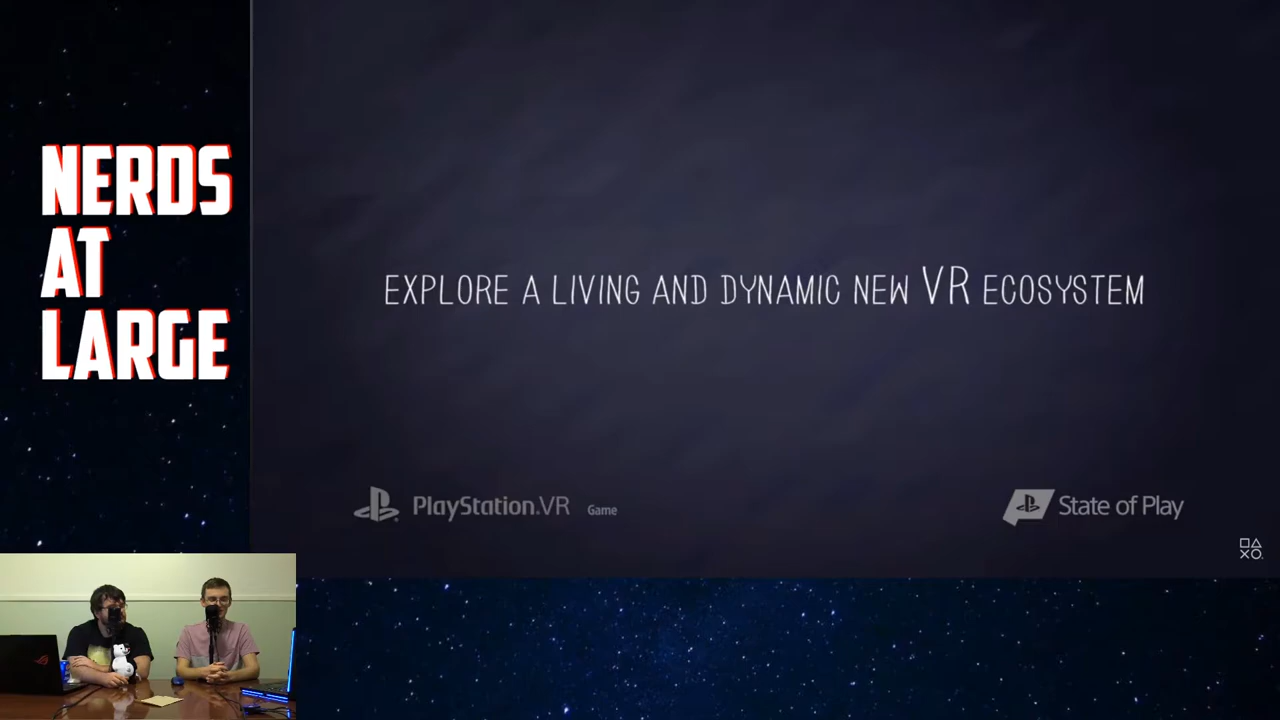 NERDS
AT
LARGE
EXPLORE A LIVING AND DYNAMIC NEW VR ECOSYSTEM
PlayStation.VR Game
State of Play